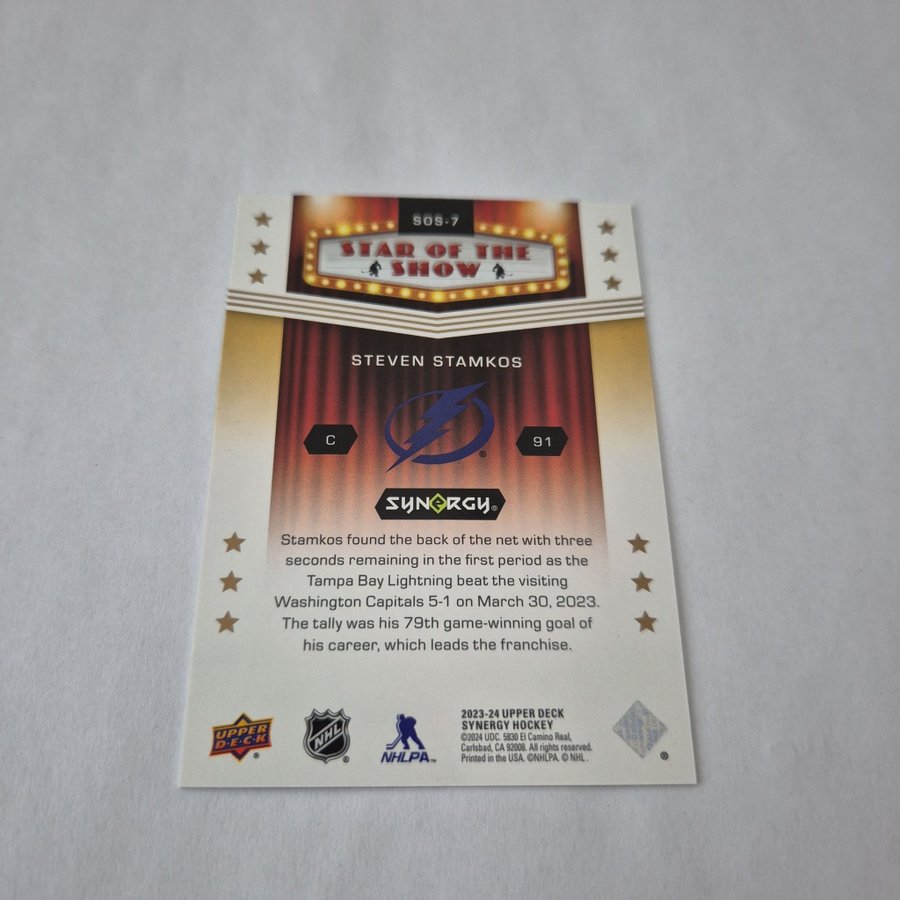 SOS-7
STAR OF THE
SHOW
STEVEN STAMKOS
C
91
SYNERGY®
Stamkos found the back of the net with three
seconds remaining in the first period as the
Tampa Bay Lightning beat the visiting
Washington Capitals 5-1 on March 30, 2023.
The tally was his 79th game-winning goal of
his career, which leads the franchise.
UPPER
D·E·C·K
NHL
NHLPA
2023-24 UPPER DECK
SYNERGY HOCKEY
©2024 UDC. 5830 El Camino Real,
Carlsbad, CA 92008. All rights reserved.
Printed in the USA. ©NHLPA. © NHL.